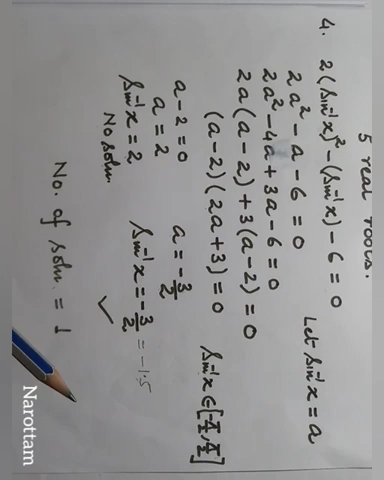 5 real roots.
4. 2(sin⁻¹x)² - (sin⁻¹x) - 6 = 0
Let sin⁻¹x = a
2a² - a - 6 = 0
2a² - 4a + 3a - 6 = 0
2a(a-2) + 3(a-2) = 0
(a-2)(2a+3) = 0
sin⁻¹x ∈ [-π/2, π/2]
a-2=0 a = -3/2
a = 2 sin⁻¹x = -3/2 = -1.5
sin⁻¹x = 2 ✓
No soln.
No. of soln. = 1
Narottam